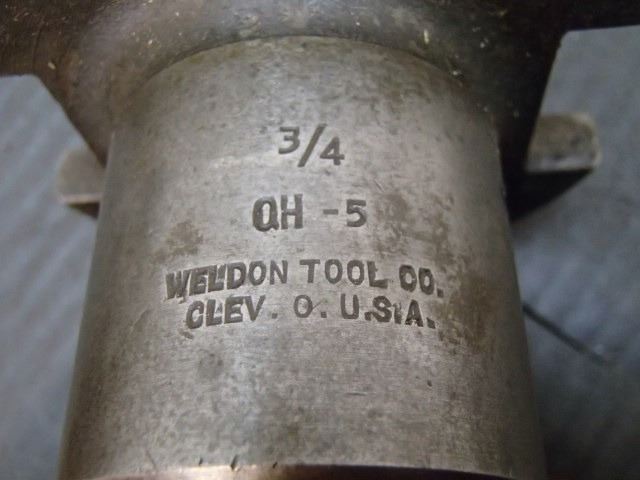 3/4
QH -5
WELDON TOOL CO.
CLEV. O. U.S.A.